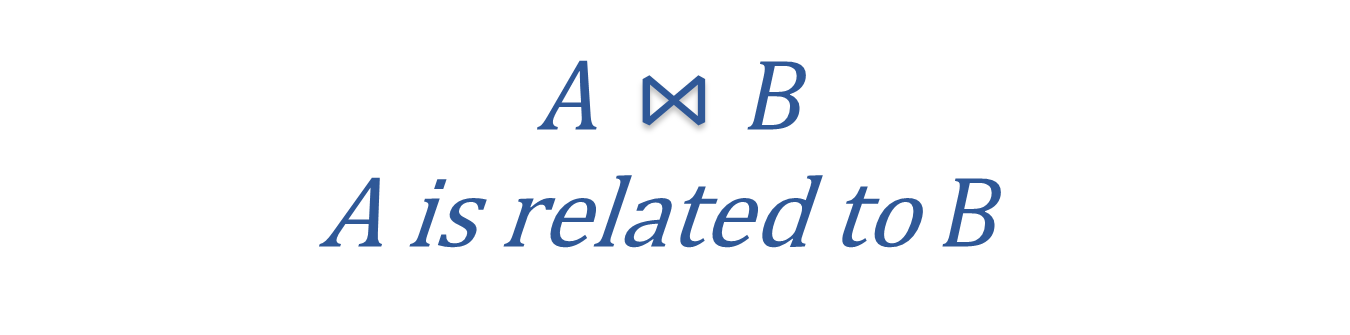 A ⋈ B
A is related to B